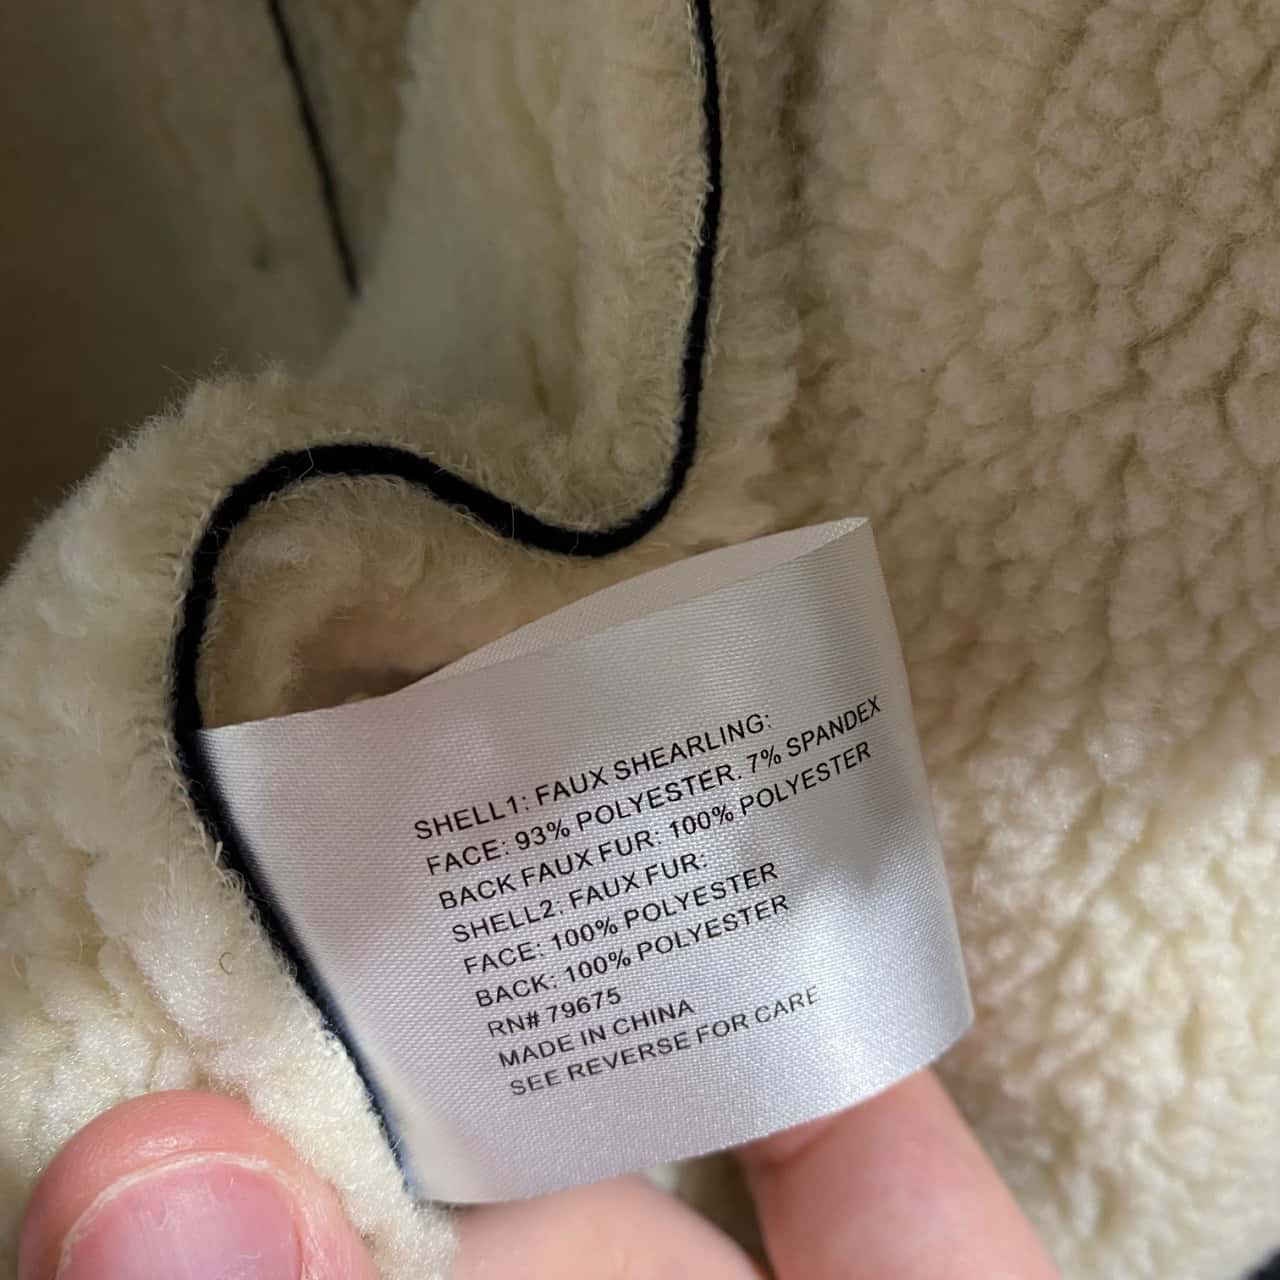 SHELL1: FAUX SHEARLING:
FACE: 93% POLYESTER. 7% SPANDEX
BACK FAUX FUR: 100% POLYESTER
SHELL2. FAUX FUR:
FACE: 100% POLYESTER
BACK: 100% POLYESTER
RN# 79675
MADE IN CHINA
SEE REVERSE FOR CARE